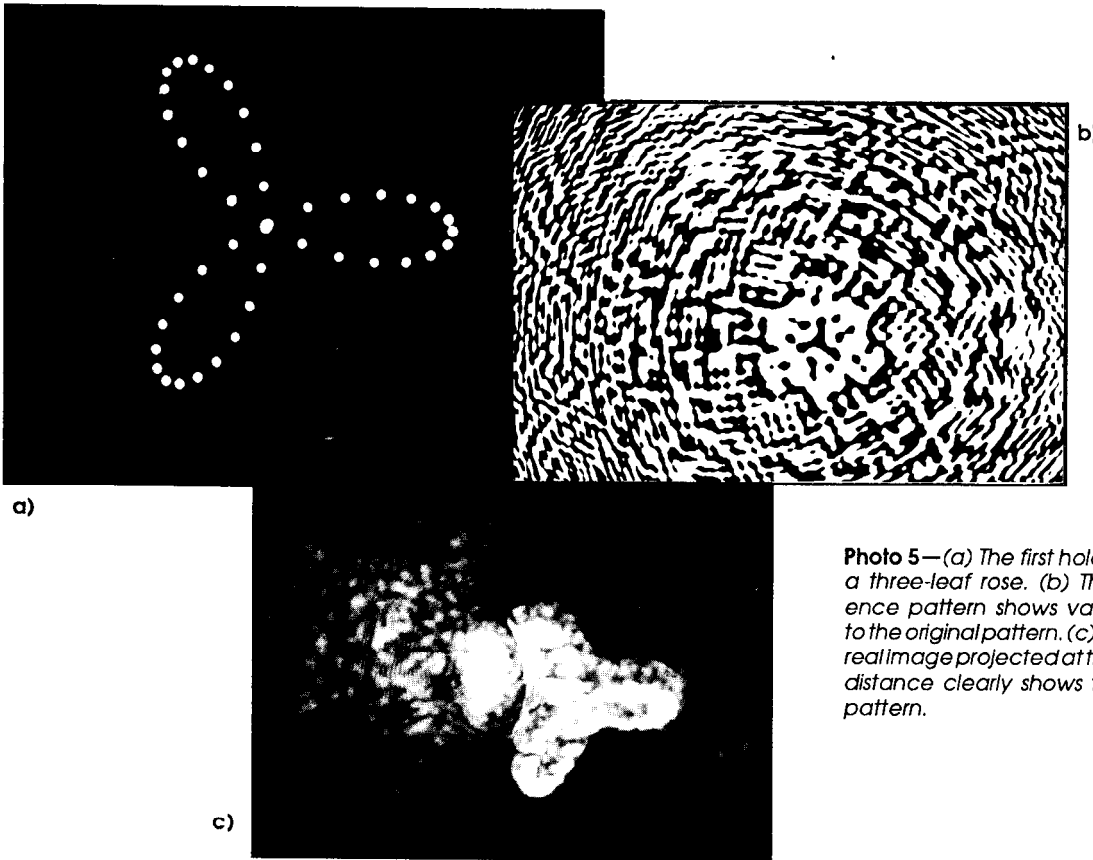 b)
a)
Photo 5—(a) The first holo
a three-leaf rose. (b) Th
ence pattern shows va
to the original pattern. (c)
real image projected at t
distance clearly shows t
pattern.
c)